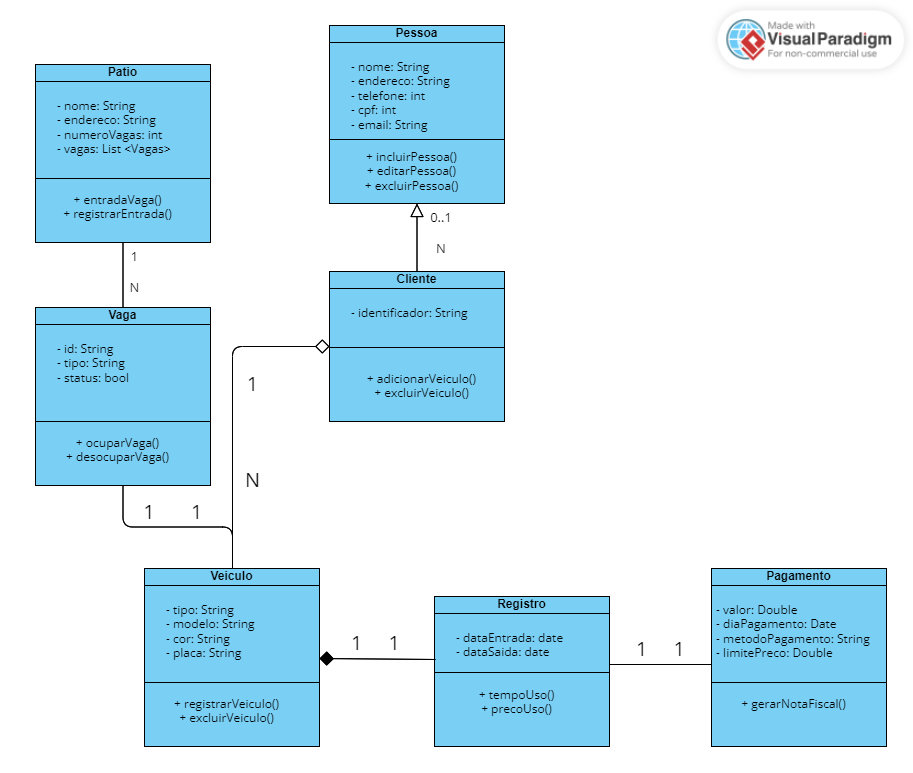 Made with
Visual Paradigm
For non-commercial use
Pessoa
- nome: String
- endereco: String
- telefone: int
- cpf: int
- email: String
+ incluirPessoa()
+ editarPessoa()
+ excluirPessoa()
Patio
- nome: String
- endereco: String
- numeroVagas: int
- vagas: List <Vagas>
+ entradaVaga()
+ registrarEntrada()
0..1
N
1
N
Cliente
- identificador: String
+ adicionarVeiculo()
+ excluirVeiculo()
Vaga
- id: String
- tipo: String
- status: bool
+ ocuparVaga()
+ desocuparVaga()
1
N
1 1
Veiculo
- tipo: String
- modelo: String
- cor: String
- placa: String
+ registrarVeiculo()
+ excluirVeiculo()
1 1
Registro
- dataEntrada: date
- dataSaida: date
+ tempoUso()
+ precoUso()
1 1
Pagamento
- valor: Double
- diaPagamento: Date
- metodoPagamento: String
- limitePreco: Double
+ gerarNotaFiscal()